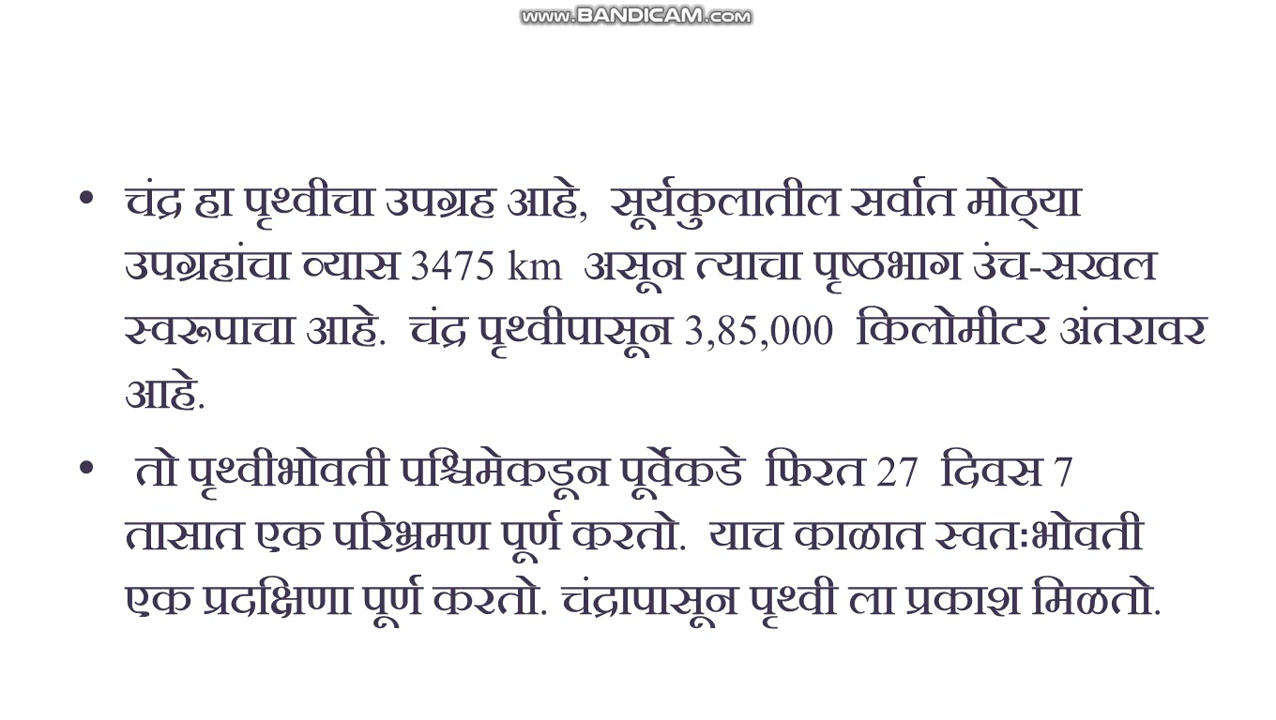 www.BANDICAM.com
• चंद्र हा पृथ्वीचा उपग्रह आहे, सूर्यकुलातील सर्वात मोठ्या
उपग्रहांचा व्यास 3475 km असून त्याचा पृष्ठभाग उंच-सखल
स्वरूपाचा आहे. चंद्र पृथ्वीपासून 3,85,000 किलोमीटर अंतरावर
आहे.
• तो पृथ्वीभोवती पश्चिमेकडून पूर्वेकडे फिरत 27 दिवस 7
तासात एक परिभ्रमण पूर्ण करतो. याच काळात स्वतःभोवती
एक प्रदक्षिणा पूर्ण करतो. चंद्रापासून पृथ्वी ला प्रकाश मिळतो.